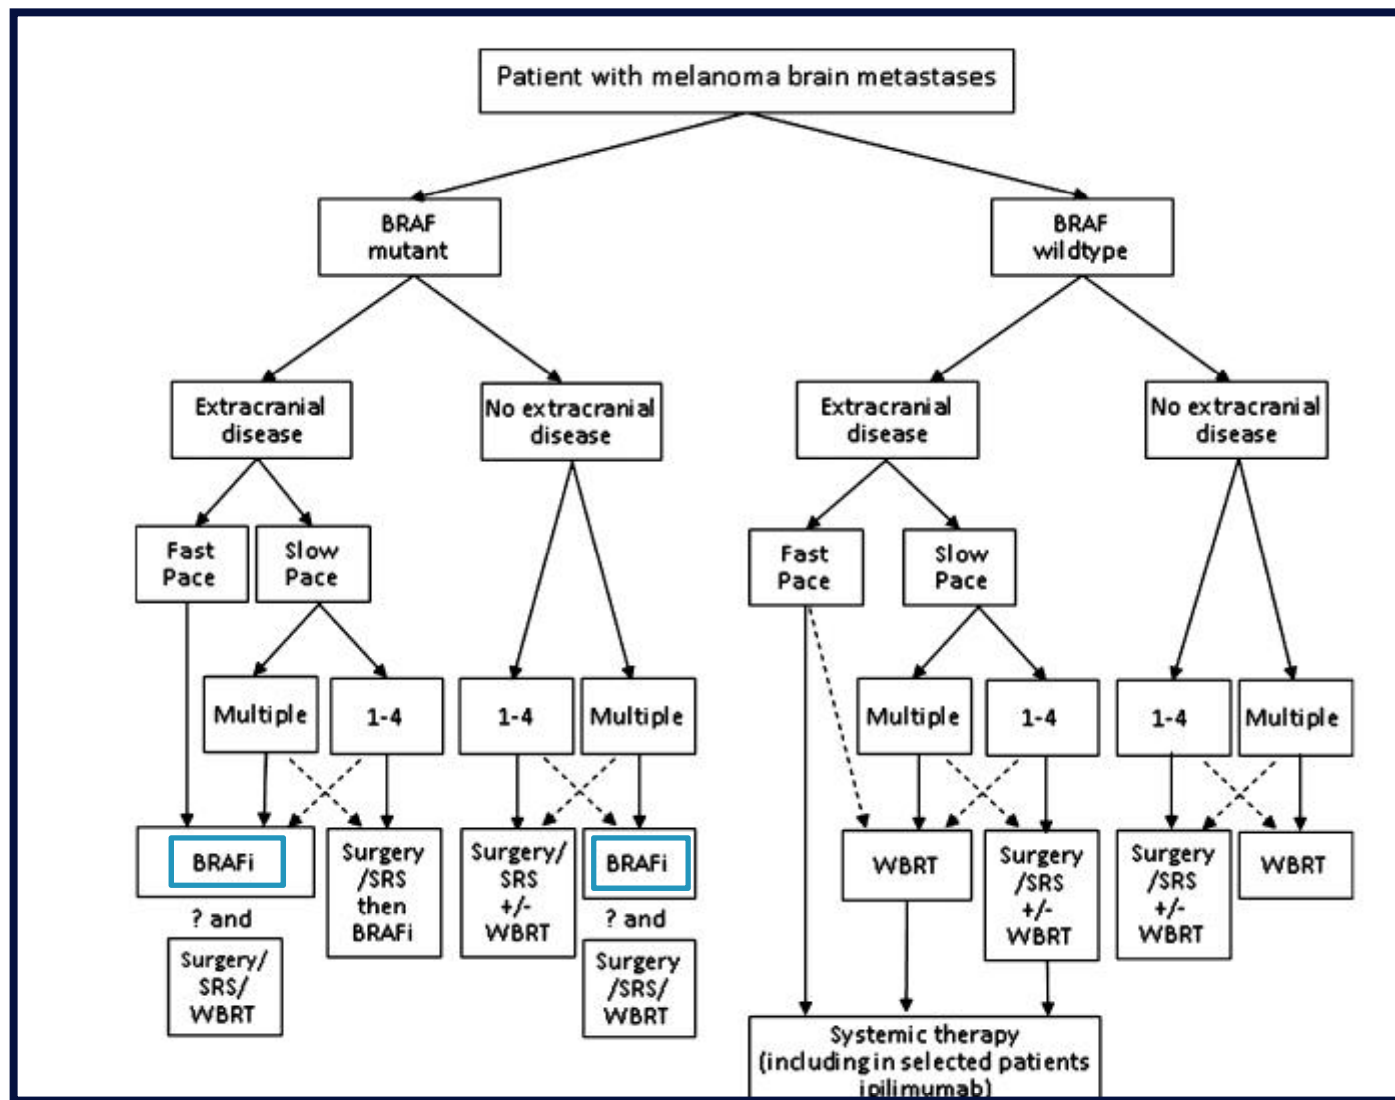 Patient with melanoma brain metastases
BRAF
mutant
BRAF
wildtype
Extracranial
disease
No extracranial
disease
Extracranial
disease
No extracranial
disease
Fast
Pace
Slow
Pace
Fast
Pace
Slow
Pace
Multiple
1-4
1-4
Multiple
Multiple
1-4
1-4
Multiple
BRAFi
? and
Surgery/
SRS/
WBRT
Surgery
/SRS
then
BRAFi
Surgery/
SRS
+/-
WBRT
BRAFi
? and
Surgery
/SRS/
WBRT
WBRT
Surgery
/SRS
+/-
WBRT
Surgery
/SRS
+/-
WBRT
WBRT
Systemic therapy
(including in selected patients
ipilimumab)